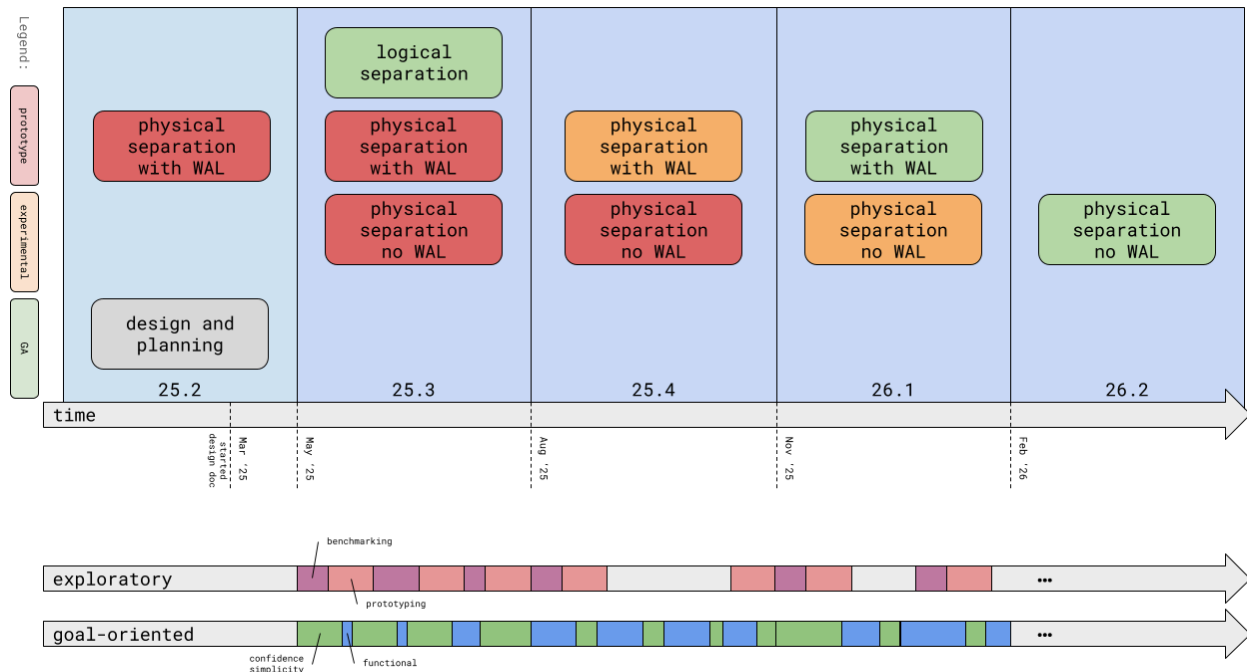 Legend:
prototype
experimental
GA
logical
separation
physical
separation
with WAL
physical
separation
with WAL
physical
separation
with WAL
physical
separation
with WAL
physical
separation
no WAL
physical
separation
no WAL
physical
separation
no WAL
physical
separation
no WAL
design and
planning
25.2
25.3
25.4
26.1
26.2
time
Mar '25
started
design doc
May '25
Aug '25
Nov '25
Feb '26
benchmarking
exploratory
•••
prototyping
goal-oriented
•••
confidence
simplicity
functional